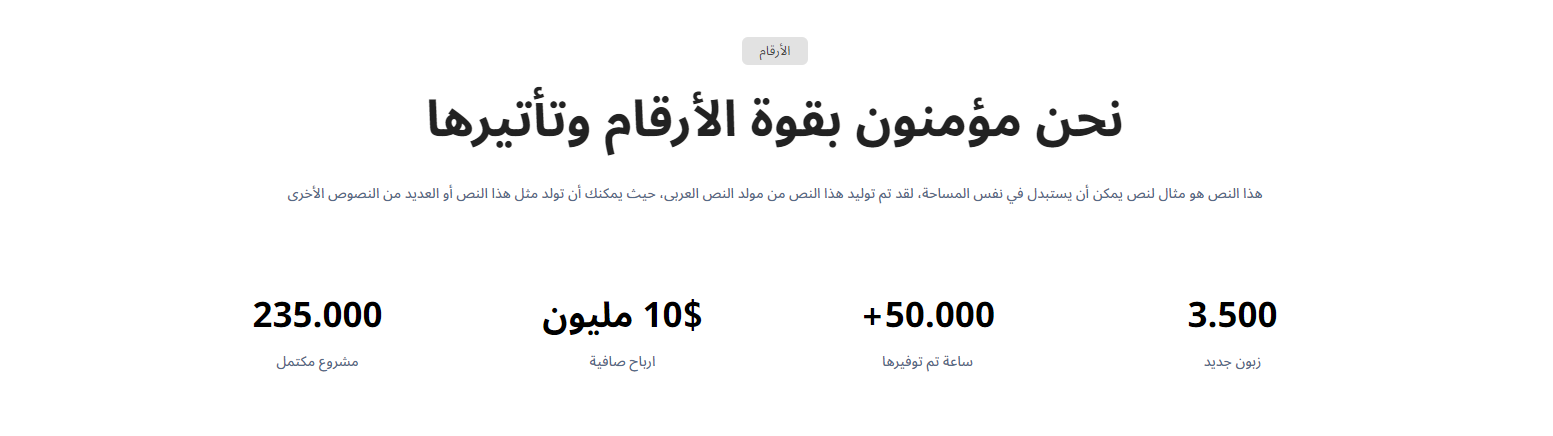 الأرقام
نحن مؤمنون بقوة الأرقام وتأتيرها
هذا النص هو مثال لنص يمكن أن يستبدل في نفس المساحة، لقد تم توليد هذا النص من مولد النص العربى، حيث يمكنك أن تولد مثل هذا النص أو العديد من النصوص الأخرى
3.500
زبون جديد
50.000+
ساعة تم توفيرها
10$ مليون
ارباح صافية
235.000
مشروع مكتمل